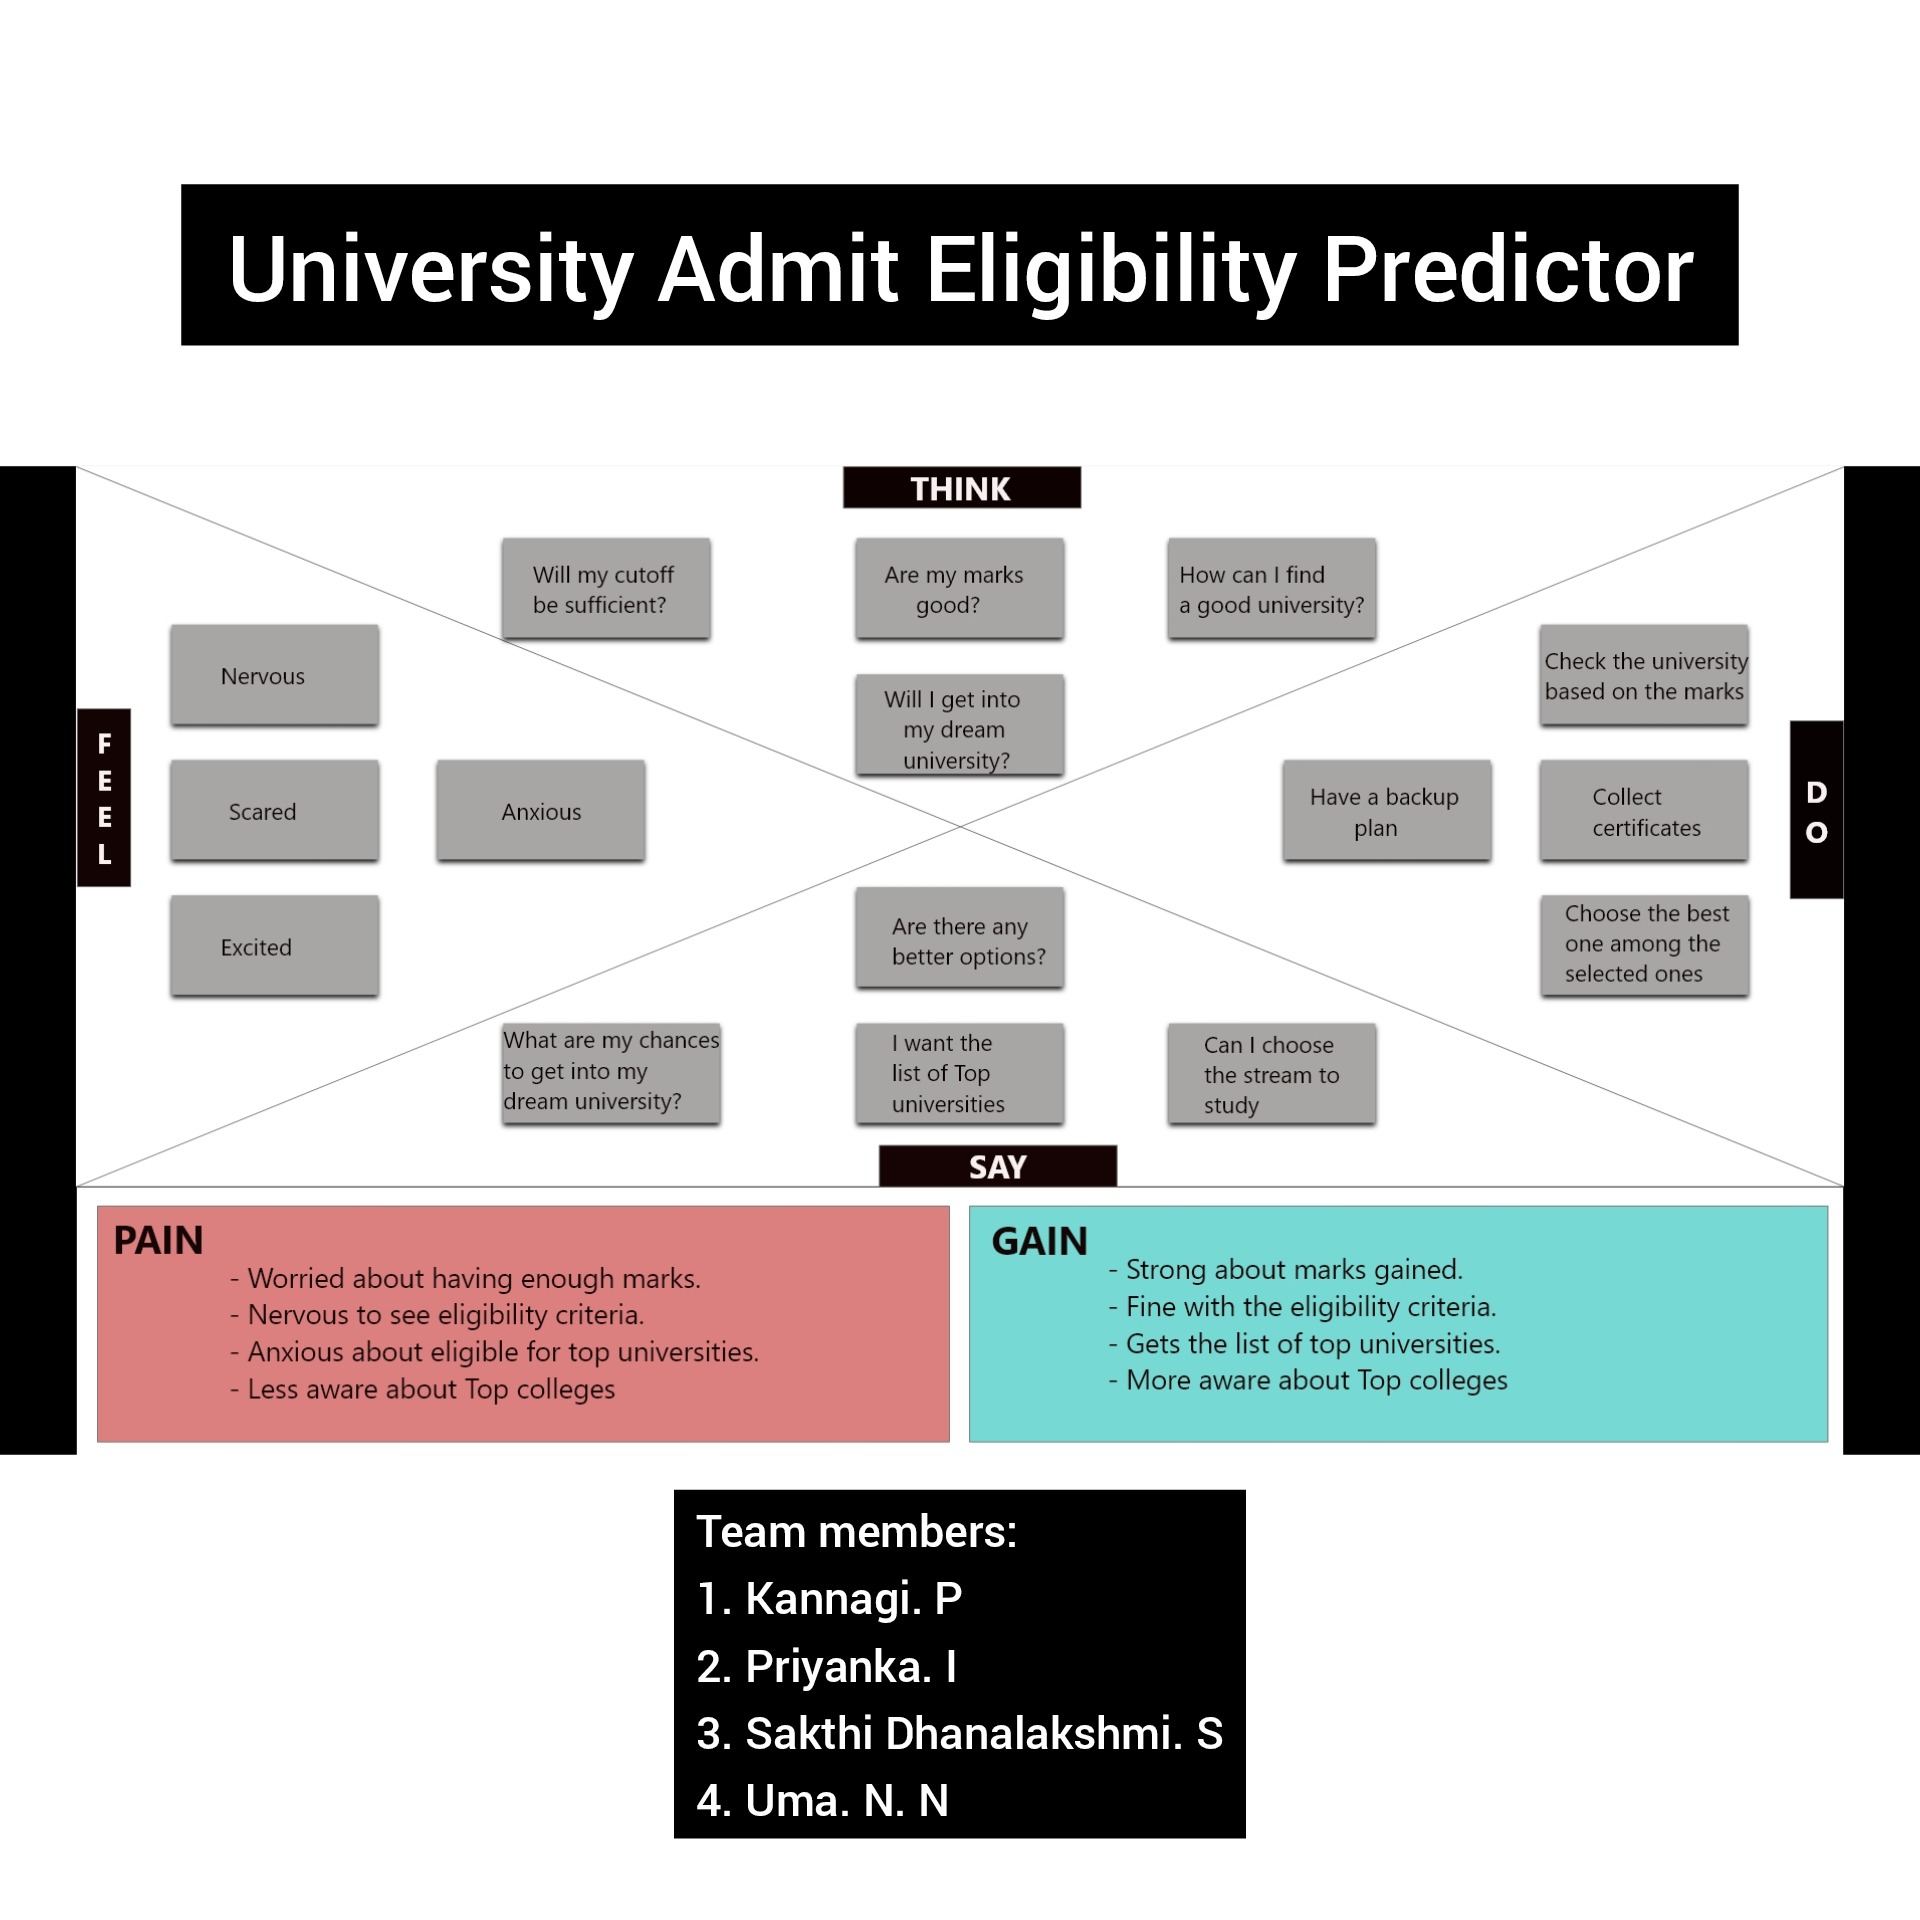 University Admit Eligibility Predictor
THINK
Will my cutoff
be sufficient?
Are my marks
good?
How can I find
a good university?
Will I get into
my dream
university?
FEEL
Nervous
Scared
Anxious
Excited
DO
Check the university
based on the marks
Have a backup
plan
Collect
certificates
Choose the best
one among the
selected ones
Are there any
better options?
What are my chances
to get into my
dream university?
I want the
list of Top
universities
Can I choose
the stream to
study
SAY
PAIN
- Worried about having enough marks.
- Nervous to see eligibility criteria.
- Anxious about eligible for top universities.
- Less aware about Top colleges
GAIN
- Strong about marks gained.
- Fine with the eligibility criteria.
- Gets the list of top universities.
- More aware about Top colleges
Team members:
1. Kannagi. P
2. Priyanka. I
3. Sakthi Dhanalakshmi. S
4. Uma. N. N